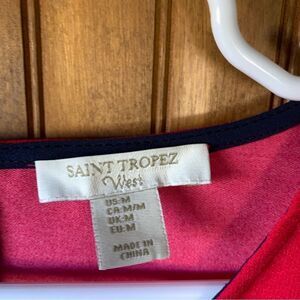 SAINT TROPEZ
West
US:M
CA:M/M
UK:M
EU:M
MADE IN
CHINA